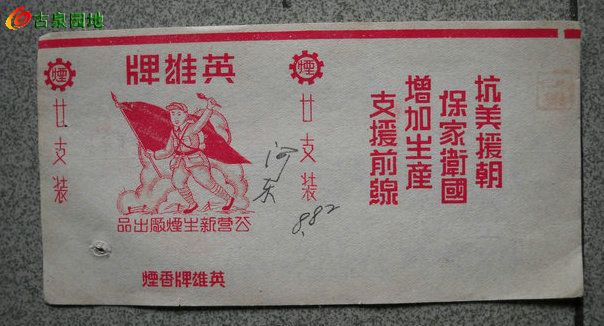 古泉园地
抗美援朝
保家衛國
增加生產
支援前線
煙
廿支装
英雄牌
公營新生煙廠出品
英雄牌香煙
煙
廿支装
河东
8.82